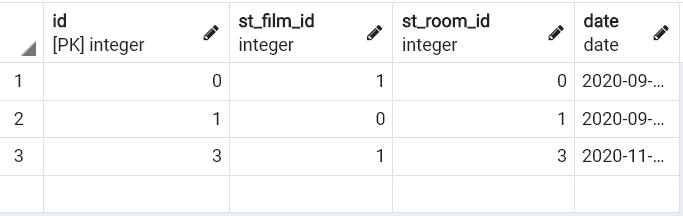 id st_film_id st_room_id date
[PK] integer integer integer date
1 0 1 0 2020-09-...
2 1 0 1 2020-09-...
3 3 1 3 2020-11-...